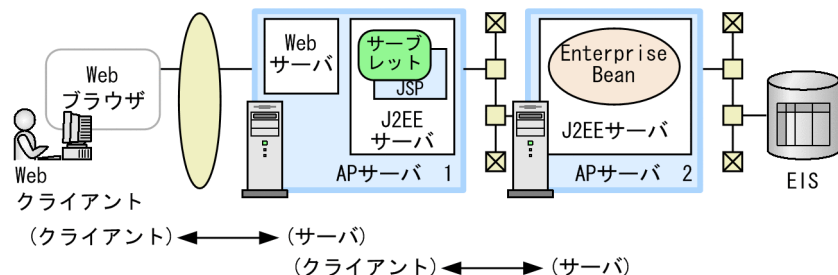 Web
ブラウザ
Web
クライアント
Web
サーバ
サーブ
レット
JSP
J2EE
サーバ
APサーバ 1
Enterprise
Bean
J2EEサーバ
APサーバ 2
EIS
(クライアント)
(サーバ)
(クライアント)
(サーバ)